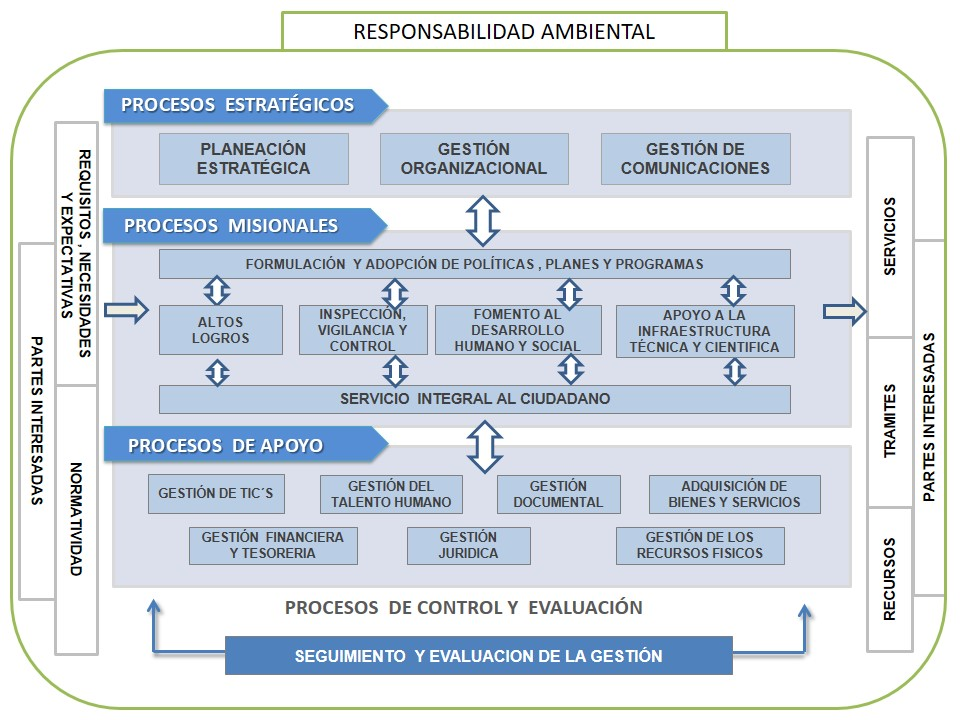 RESPONSABILIDAD AMBIENTAL
PROCESOS ESTRATÉGICOS
PLANEACIÓN
ESTRATÉGICA
GESTIÓN
ORGANIZACIONAL
GESTIÓN DE
COMUNICACIONES
PARTES INTERESADAS
REQUISITOS , NECESIDADES
Y EXPECTATIVAS
NORMATIVIDAD
PROCESOS MISIONALES
FORMULACIÓN Y ADOPCIÓN DE POLÍTICAS , PLANES Y PROGRAMAS
ALTOS
LOGROS
INSPECCIÓN,
VIGILANCIA Y
CONTROL
FOMENTO AL
DESARROLLO
HUMANO Y SOCIAL
APOYO A LA
INFRAESTRUCTURA
TÉCNICA Y CIENTIFICA
SERVICIO INTEGRAL AL CIUDADANO
PROCESOS DE APOYO
GESTIÓN DE TIC´S
GESTIÓN DEL
TALENTO HUMANO
GESTIÓN
DOCUMENTAL
ADQUISICIÓN DE
BIENES Y SERVICIOS
GESTIÓN FINANCIERA
Y TESORERIA
GESTIÓN
JURIDICA
GESTIÓN DE LOS
RECURSOS FISICOS
SERVICIOS
TRAMITES
RECURSOS
PARTES INTERESADAS
PROCESOS DE CONTROL Y EVALUACIÓN
SEGUIMIENTO Y EVALUACION DE LA GESTIÓN